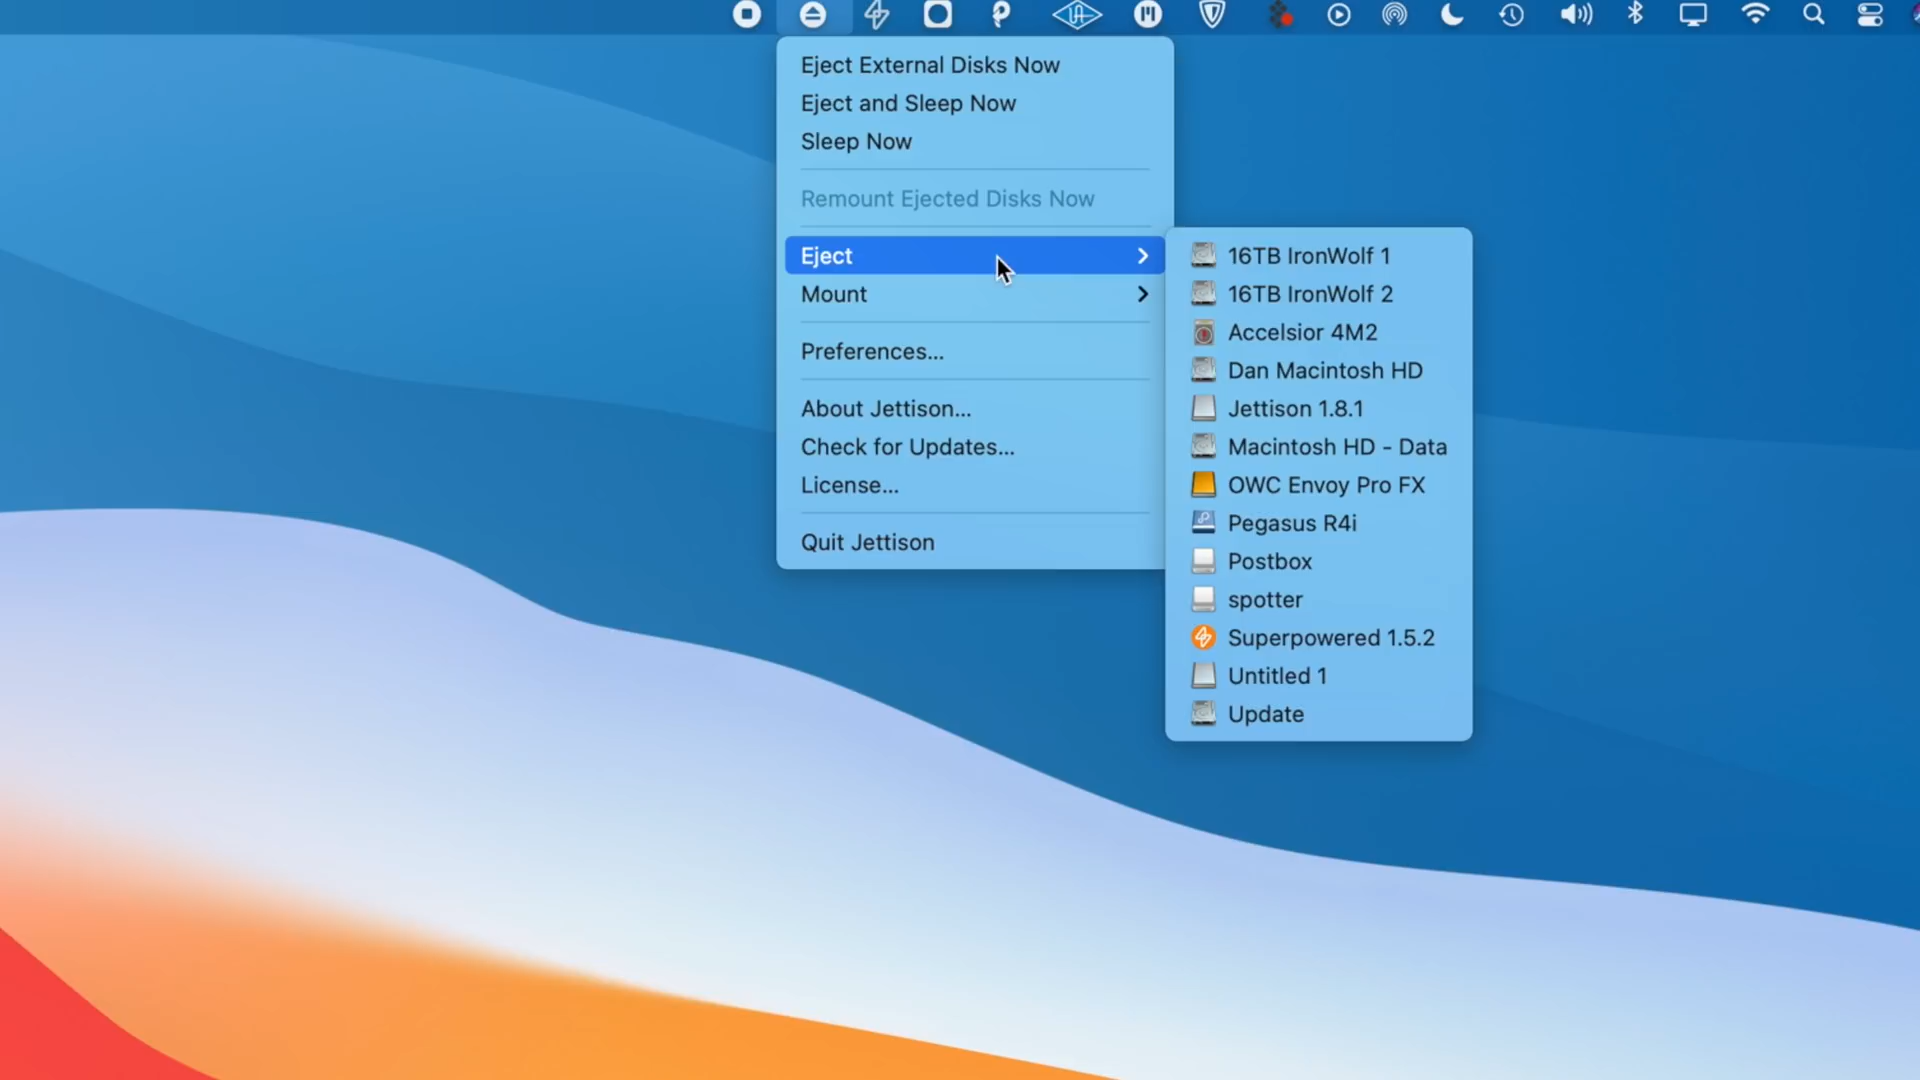 Eject External Disks Now
Eject and Sleep Now
Sleep Now
Remount Ejected Disks Now
Eject
Mount
Preferences...
About Jettison...
Check for Updates...
License...
Quit Jettison
16TB IronWolf 1
16TB IronWolf 2
Accelsior 4M2
Dan Macintosh HD
Jettison 1.8.1
Macintosh HD - Data
OWC Envoy Pro FX
Pegasus R4i
Postbox
spotter
Superpowered 1.5.2
Untitled 1
Update